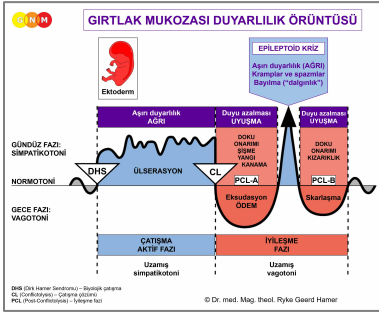 GNM
GIRTLAK MUKOZASI DUYARLILIK ÖRÜNTÜSÜ
EPİLEPTOİD KRİZ
Aşırı duyarlık (AĞRI)
Kramplar ve spazmlar
Bayılma ("dalgınlık")
Ektoderm
Aşırı duyarlık
AĞRI
Duyu azalması
UYUŞMA
Duyu azalması
UYUŞMA
GÜNDÜZ FAZI:
SİMPATİKOTONİ
DOKU
ONARIMI
ŞİŞME
YANGI
KANAMA
DOKU
ONARIMI
KIZARIKLIK
DHS
ÜLSERASYON
CL
PCL-A
PCL-B
NORMOTONİ
Eksudasyon
ÖDEM
Skarlaşma
GECE FAZI:
VAGOTONİ
ÇATIŞMA
AKTİF FAZI
İYİLEŞME
FAZI
Uzamış
simpatikotoni
Uzamış
vagotoni
DHS (Dirk Hamer Sendromu) – Biyolojik çatışma
CL (Conflictolysis) – Çatışma çözümü
PCL (Post-Conflictolysis) – İyileşme fazı
© Dr. med. Mag. theol. Ryke Geerd Hamer